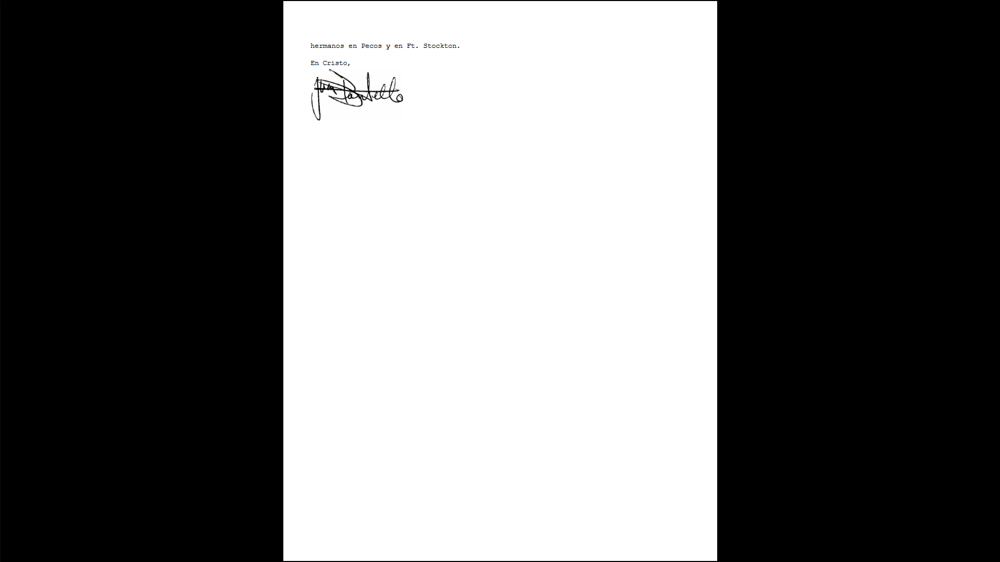 hermanos en Pecos y en Ft. Stockton.
En Cristo,